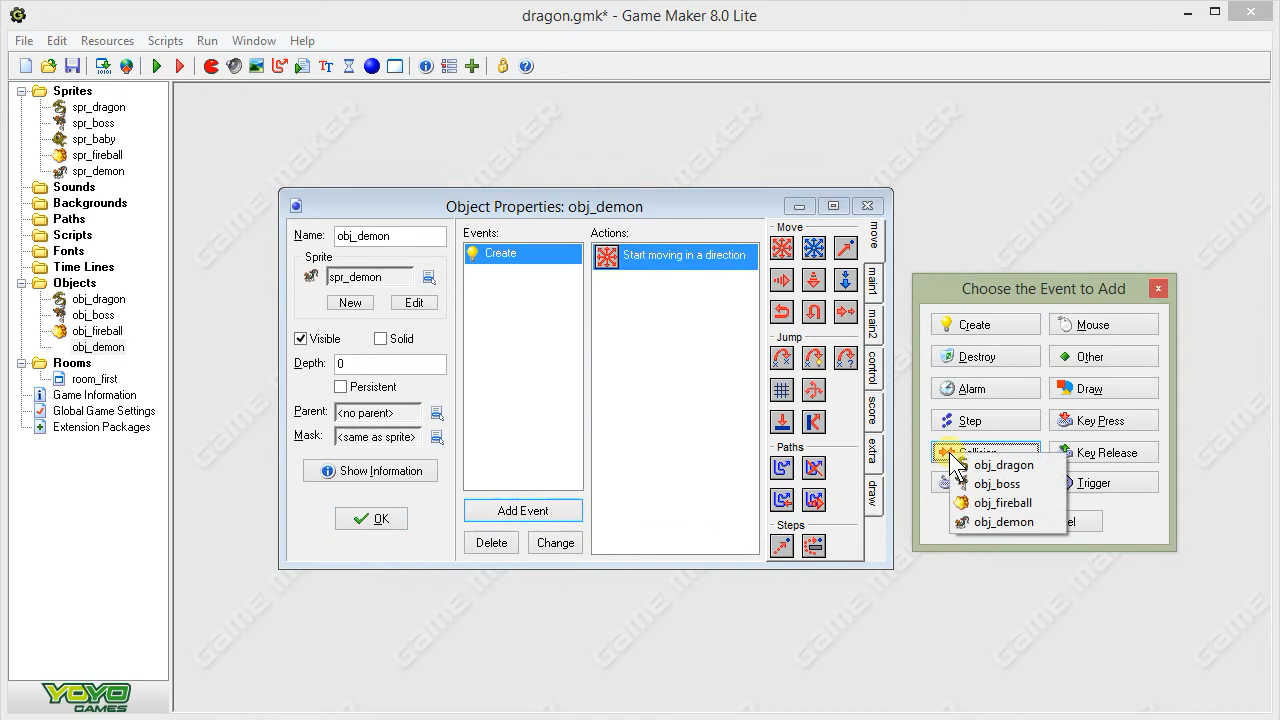 dragon.gmk* - Game Maker 8.0 Lite
File Edit Resources Scripts Run Window Help
Sprites
spr_dragon
spr_boss
spr_baby
spr_fireball
spr_demon
Sounds
Backgrounds
Paths
Scripts
Fonts
Time Lines
Objects
obj_dragon
obj_boss
obj_fireball
obj_demon
Rooms
room_first
Game Information
Global Game Settings
Extension Packages
YOYO
GAMES
Object Properties: obj_demon
Name: obj_demon
Sprite
spr_demon
New Edit
Visible Solid
Depth: 0
Persistent
Parent: <no parent>
Mask: <same as sprite>
Show Information
OK
Events:
Create
Add Event
Delete Change
Actions:
Start moving in a direction
Move
Jump
Paths
Steps
move
main1
main2
control
score
extra
draw
Choose the Event to Add
Create Mouse
Destroy Other
Alarm Draw
Step Key Press
Collision Key Release
Trigger
obj_dragon
obj_boss
obj_fireball
obj_demon
GAME MAKER